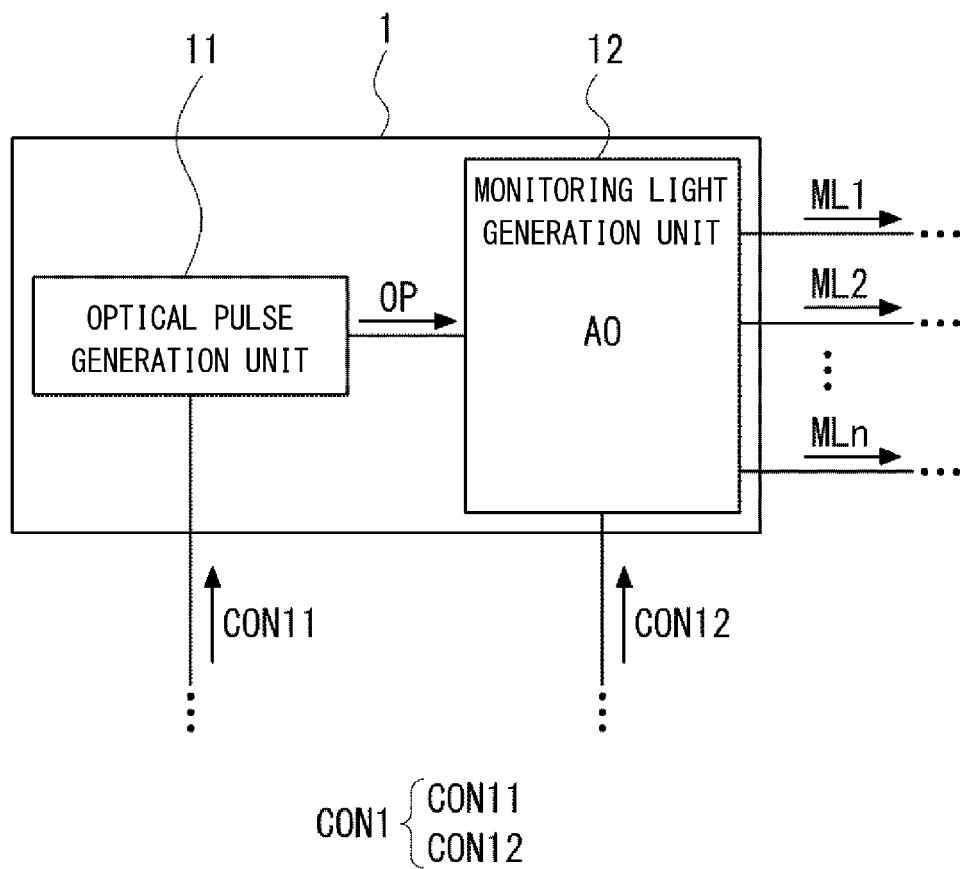 1
11
12
MONITORING LIGHT
GENERATION UNIT
AO
OPTICAL PULSE
GENERATION UNIT
OP
ML1
ML2
MLn
CON11
CON12
CON1
CON11
CON12